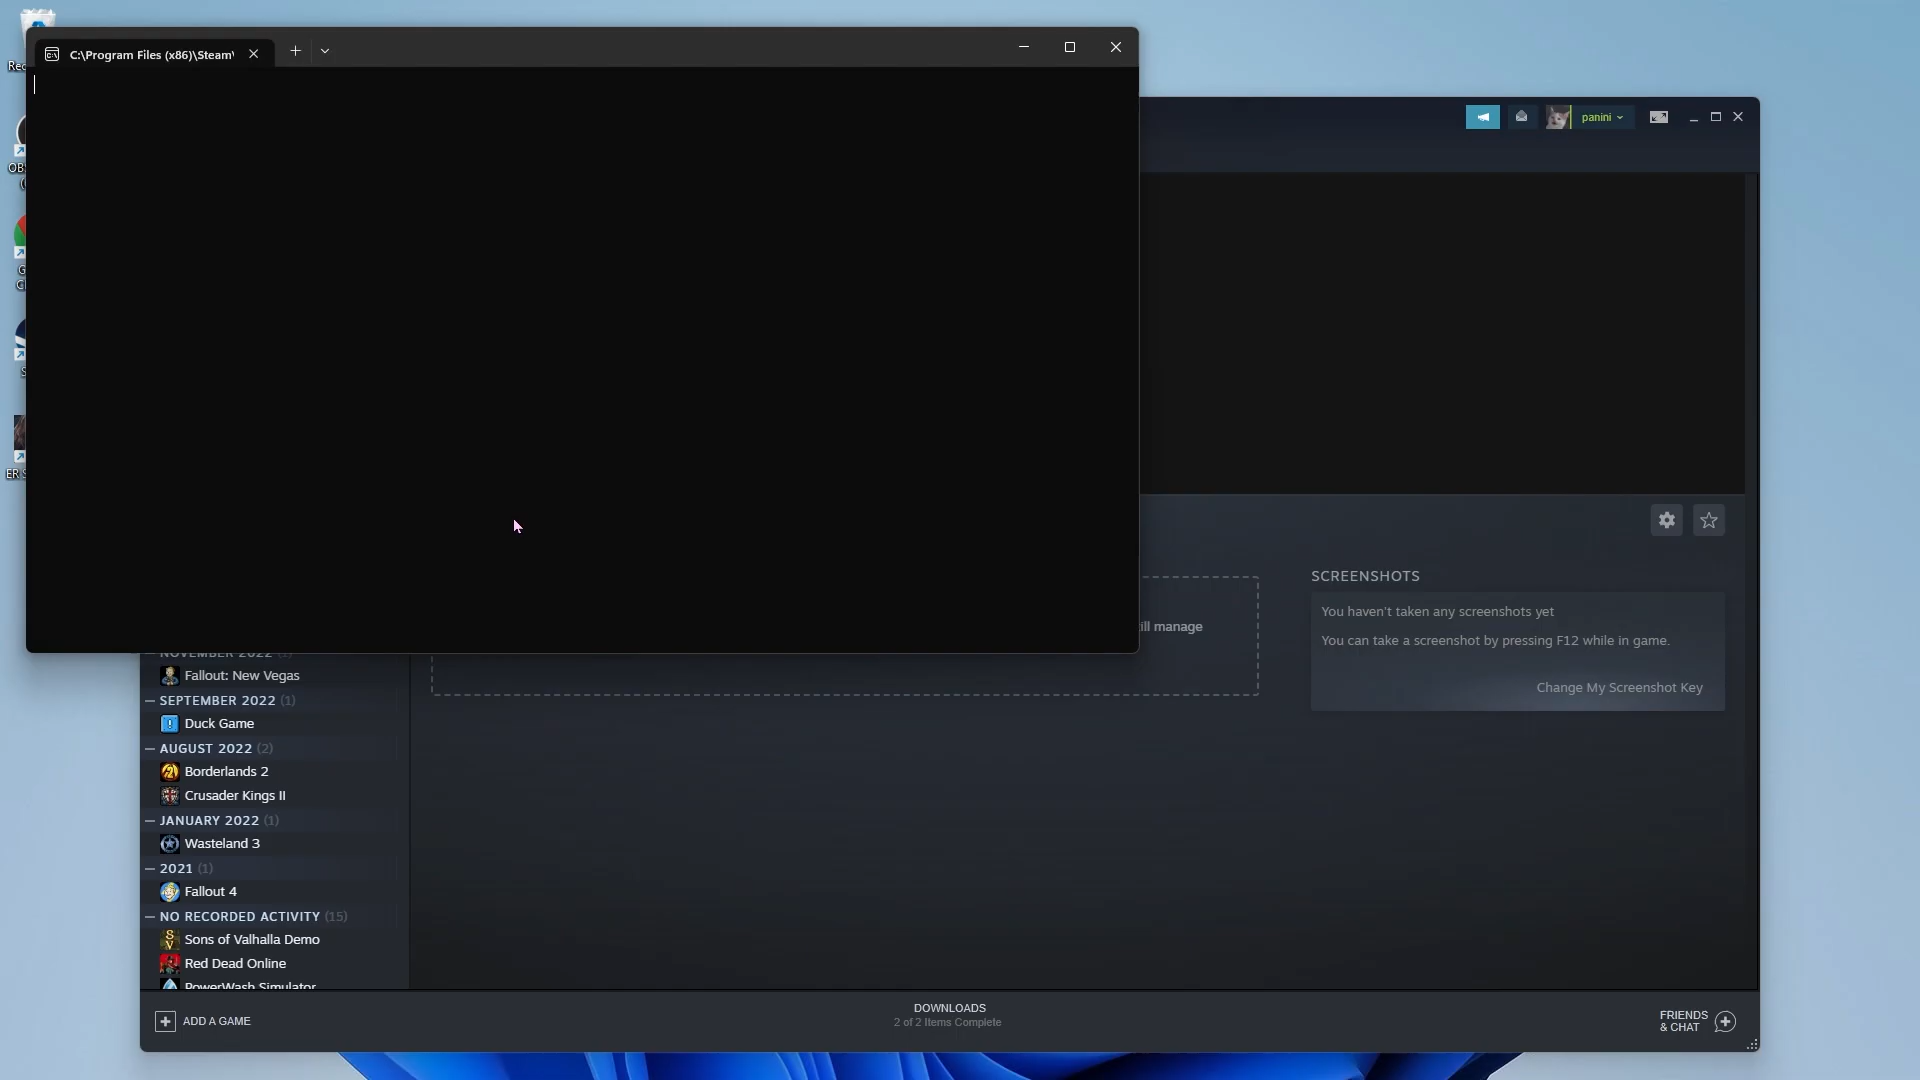 C:\Program Files (x86)\Steam\
panini
ill manage
SCREENSHOTS
You haven't taken any screenshots yet
You can take a screenshot by pressing F12 while in game.
Change My Screenshot Key
NOVEMBER 2022 (1)
Fallout: New Vegas
SEPTEMBER 2022 (1)
Duck Game
AUGUST 2022 (2)
Borderlands 2
Crusader Kings II
JANUARY 2022 (1)
Wasteland 3
2021 (1)
Fallout 4
NO RECORDED ACTIVITY (15)
Sons of Valhalla Demo
Red Dead Online
PowerWash Simulator
ADD A GAME
DOWNLOADS
2 of 2 Items Complete
FRIENDS
& CHAT